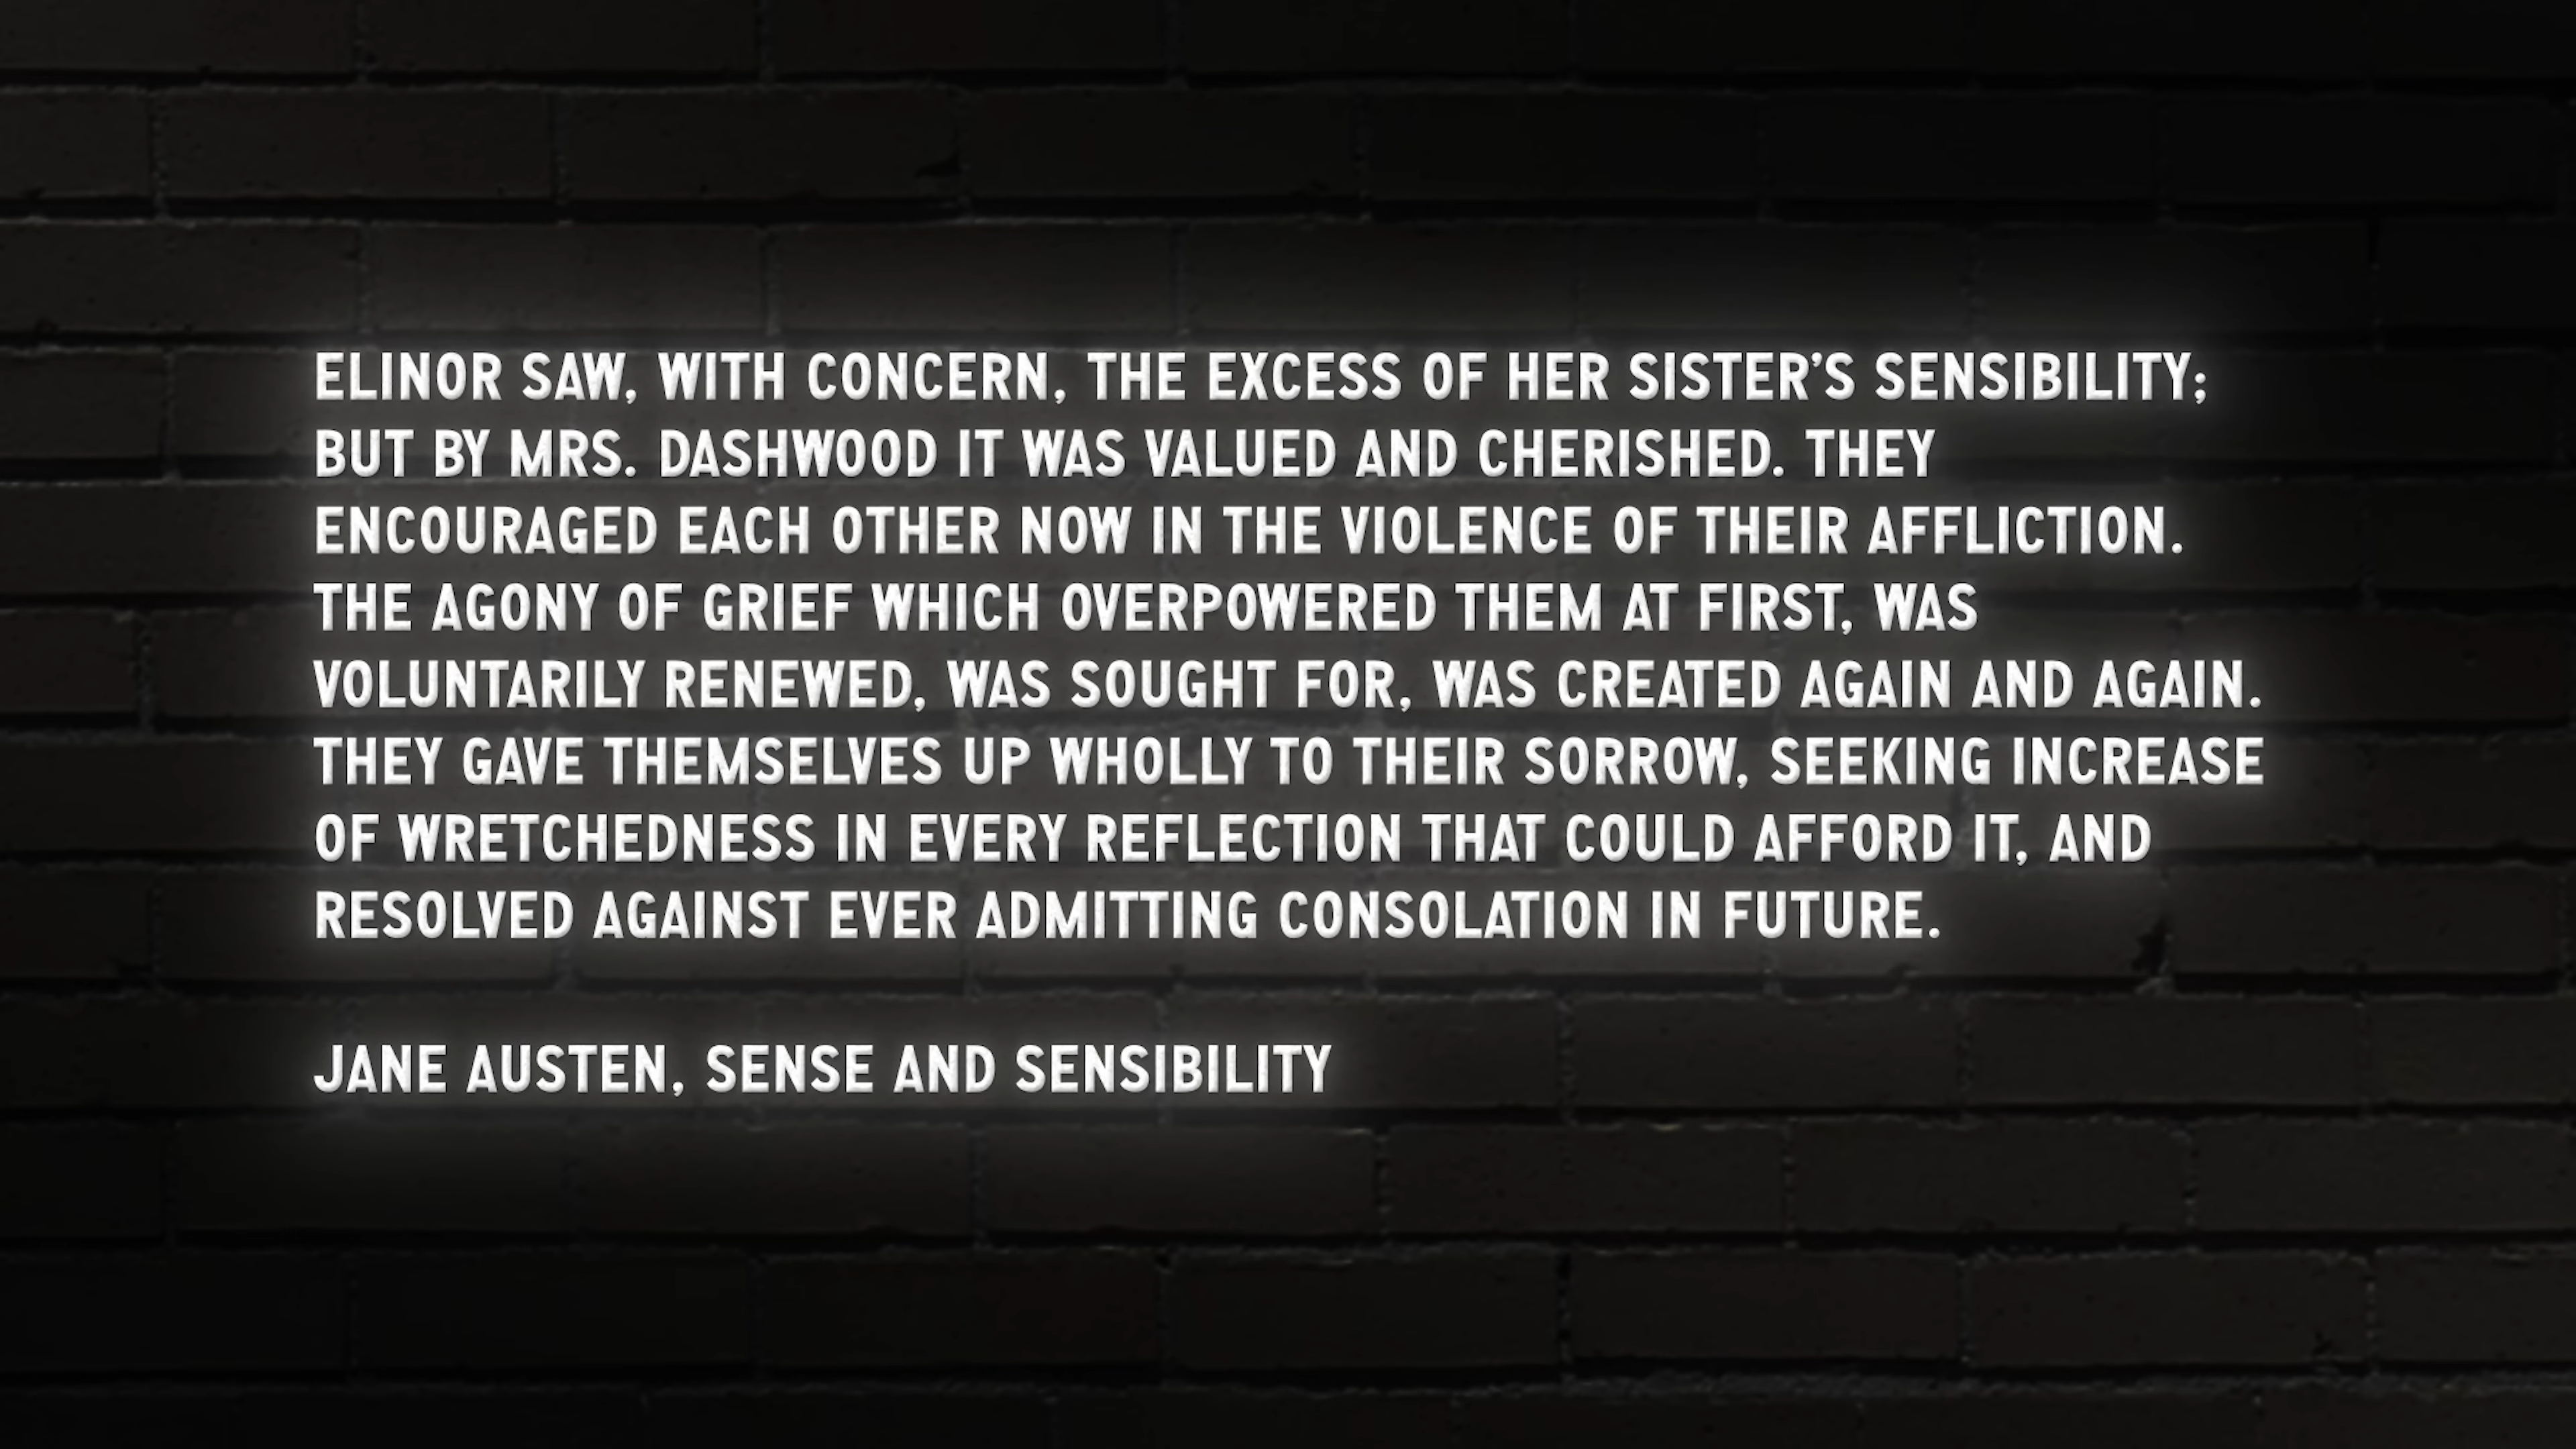 ELINOR SAW, WITH CONCERN, THE EXCESS OF HER SISTER’S SENSIBILITY;
BUT BY MRS. DASHWOOD IT WAS VALUED AND CHERISHED. THEY
ENCOURAGED EACH OTHER NOW IN THE VIOLENCE OF THEIR AFFLICTION.
THE AGONY OF GRIEF WHICH OVERPOWERED THEM AT FIRST, WAS
VOLUNTARILY RENEWED, WAS SOUGHT FOR, WAS CREATED AGAIN AND AGAIN.
THEY GAVE THEMSELVES UP WHOLLY TO THEIR SORROW, SEEKING INCREASE
OF WRETCHEDNESS IN EVERY REFLECTION THAT COULD AFFORD IT, AND
RESOLVED AGAINST EVER ADMITTING CONSOLATION IN FUTURE.
JANE AUSTEN, SENSE AND SENSIBILITY